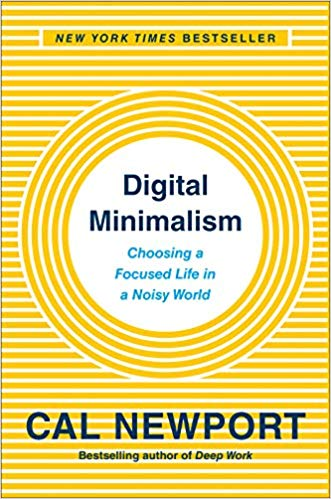 NEW YORK TIMES BESTSELLER
Digital
Minimalism
Choosing a
Focused Life in
a Noisy World
CAL NEWPORT
Bestselling author of Deep Work